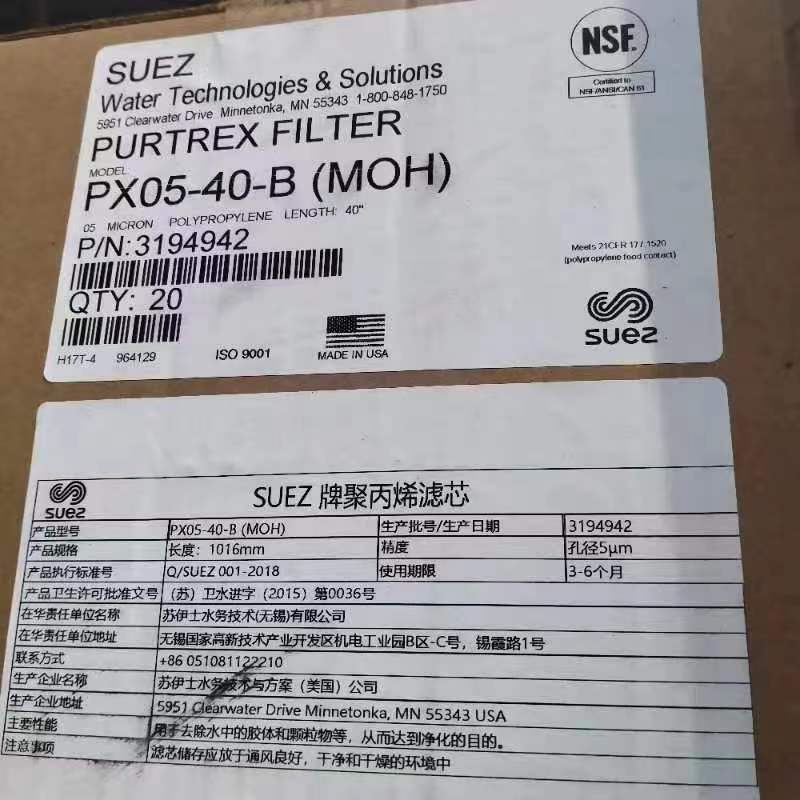 SUEZ
Water Technologies & Solutions
5951 Clearwater Drive Minnetonka, MN 55343 1-800-848-1750
PURTREX FILTER
MODEL
PX05-40-B (MOH)
05 MICRON POLYPROPYLENE LENGTH: 40"
P/N:3194942
QTY: 20
H17T-4 964129
ISO 9001
MADE IN USA
NSF.
Certified to
NSF/ANSI/CAN 61
Meets 21CFR 177.1520
(polypropylene food contact)
suez
suez
SUEZ 牌聚丙烯滤芯
产品型号 PX05-40-B (MOH) 生产批号/生产日期 3194942
产品规格 长度：1016mm 精度 孔径5μm
产品执行标准号 Q/SUEZ 001-2018 使用期限 3-6个月
产品卫生许可批准文号 （苏）卫水进字（2015）第0036号
在华责任单位名称 苏伊士水务技术(无锡)有限公司
在华责任单位地址 无锡国家高新技术产业开发区机电工业园B区-C号，锡霞路1号
联系方式 +86 051081122210
生产企业名称 苏伊士水务技术与方案（美国）公司
生产企业地址 5951 Clearwater Drive Minnetonka, MN 55343 USA
主要性能 用于去除水中的胶体和颗粒物等，从而达到净化的目的。
注意事项 滤芯储存应放于通风良好，干净和干燥的环境中